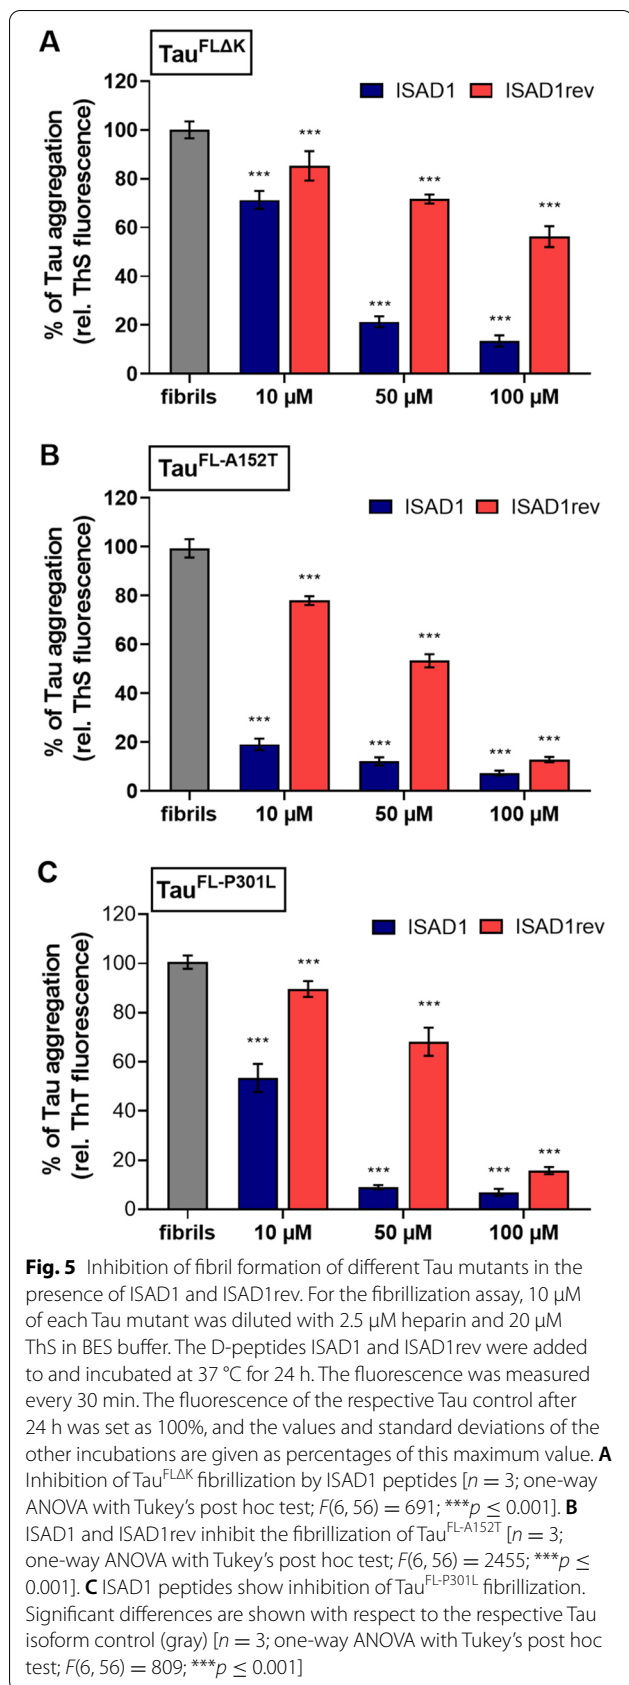 A
Tau^FLΔK
ISAD1 ISAD1rev
% of Tau aggregation
(rel. ThS fluorescence)
120
100
80
60
40
20
0
*** *** *** *** *** ***
fibrils 10 µM 50 µM 100 µM
B
Tau^FL-A152T
ISAD1 ISAD1rev
% of Tau aggregation
(rel. ThS fluorescence)
120
100
80
60
40
20
0
*** *** *** *** *** ***
fibrils 10 µM 50 µM 100 µM
C
Tau^FL-P301L
ISAD1 ISAD1rev
% of Tau aggregation
(rel. ThT fluorescence)
120
100
80
60
40
20
0
*** *** *** *** *** ***
fibrils 10 µM 50 µM 100 µM
Fig. 5 Inhibition of fibril formation of different Tau mutants in the
presence of ISAD1 and ISAD1rev. For the fibrillization assay, 10 µM
of each Tau mutant was diluted with 2.5 µM heparin and 20 µM
ThS in BES buffer. The D-peptides ISAD1 and ISAD1rev were added
to and incubated at 37 °C for 24 h. The fluorescence was measured
every 30 min. The fluorescence of the respective Tau control after
24 h was set as 100%, and the values and standard deviations of the
other incubations are given as percentages of this maximum value. A
Inhibition of Tau^FLΔK fibrillization by ISAD1 peptides [n = 3; one-way
ANOVA with Tukey's post hoc test; F(6, 56) = 691; ***p ≤ 0.001]. B
ISAD1 and ISAD1rev inhibit the fibrillization of Tau^FL-A152T [n = 3;
one-way ANOVA with Tukey's post hoc test; F(6, 56) = 2455; ***p ≤
0.001]. C ISAD1 peptides show inhibition of Tau^FL-P301L fibrillization.
Significant differences are shown with respect to the respective Tau
isoform control (gray) [n = 3; one-way ANOVA with Tukey's post hoc
test; F(6, 56) = 809; ***p ≤ 0.001]